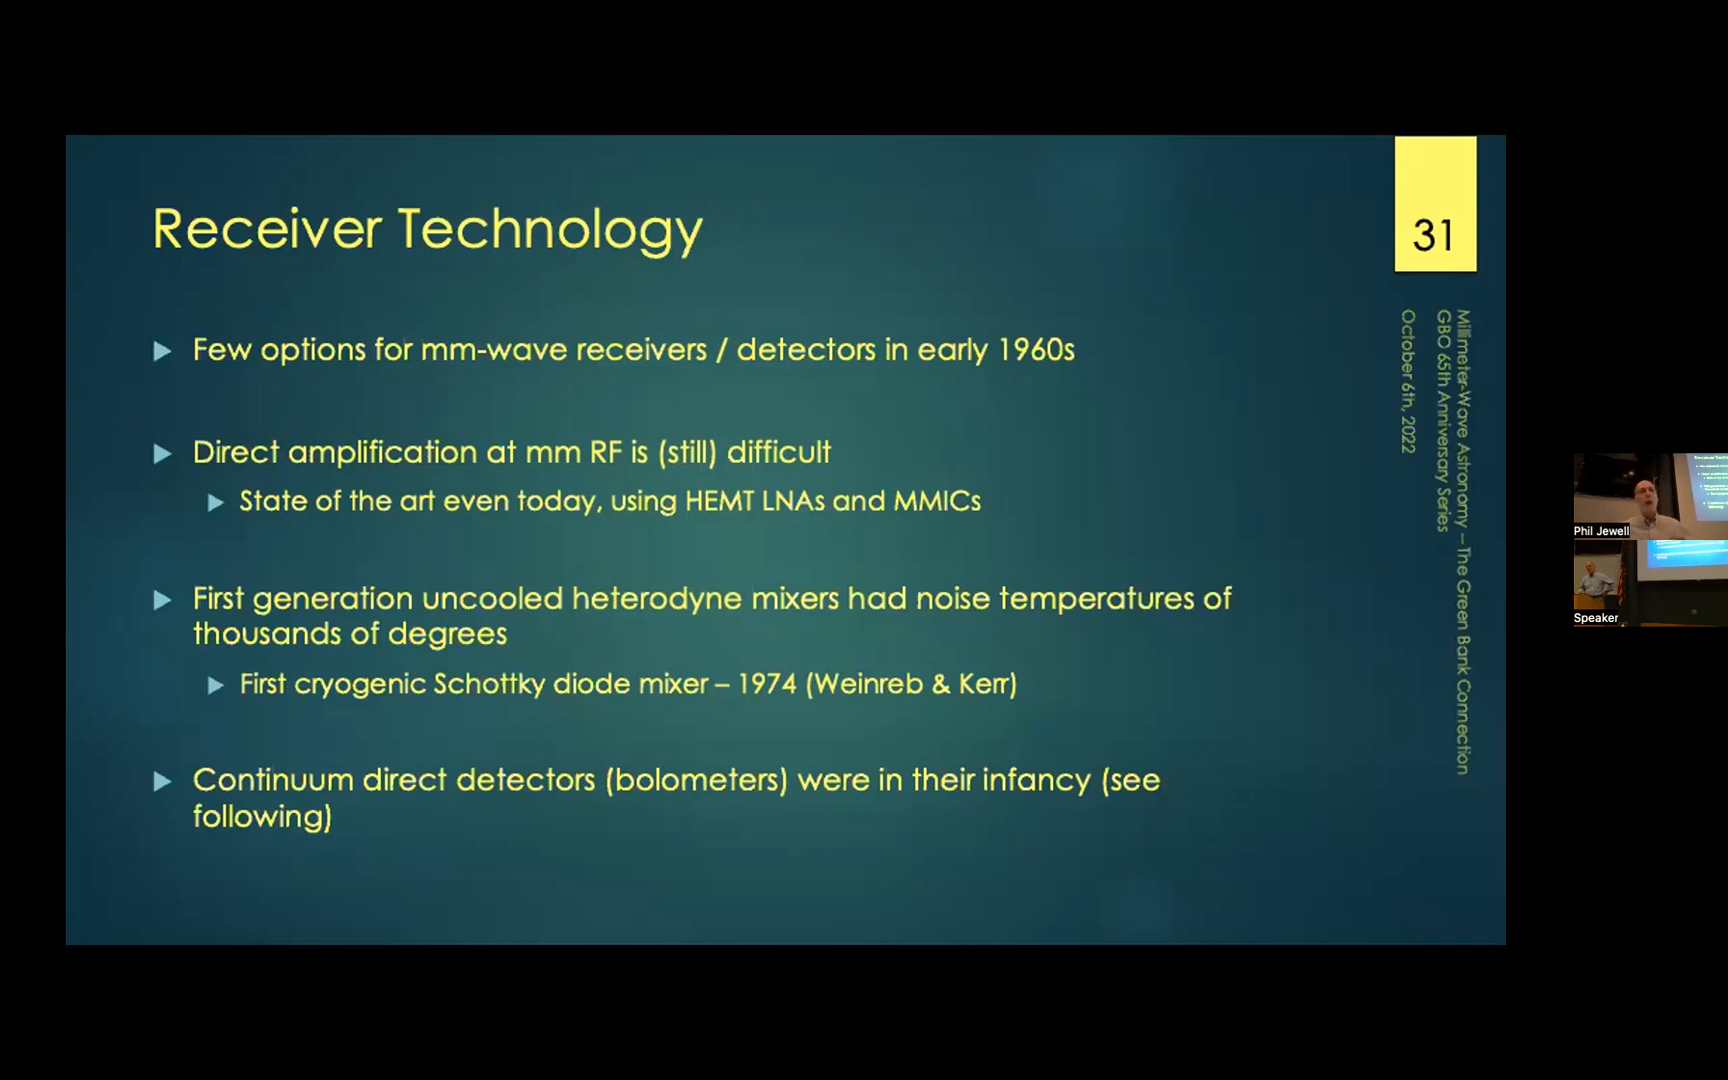 Receiver Technology
31
Few options for mm-wave receivers / detectors in early 1960s
Direct amplification at mm RF is (still) difficult
State of the art even today, using HEMT LNAs and MMICs
First generation uncooled heterodyne mixers had noise temperatures of
thousands of degrees
First cryogenic Schottky diode mixer – 1974 (Weinreb & Kerr)
Continuum direct detectors (bolometers) were in their infancy (see
following)
Millimeter-Wave Astronomy – The Green Bank Connection
GBO 65th Anniversary Series
October 6th, 2022
Phil Jewell
Speaker